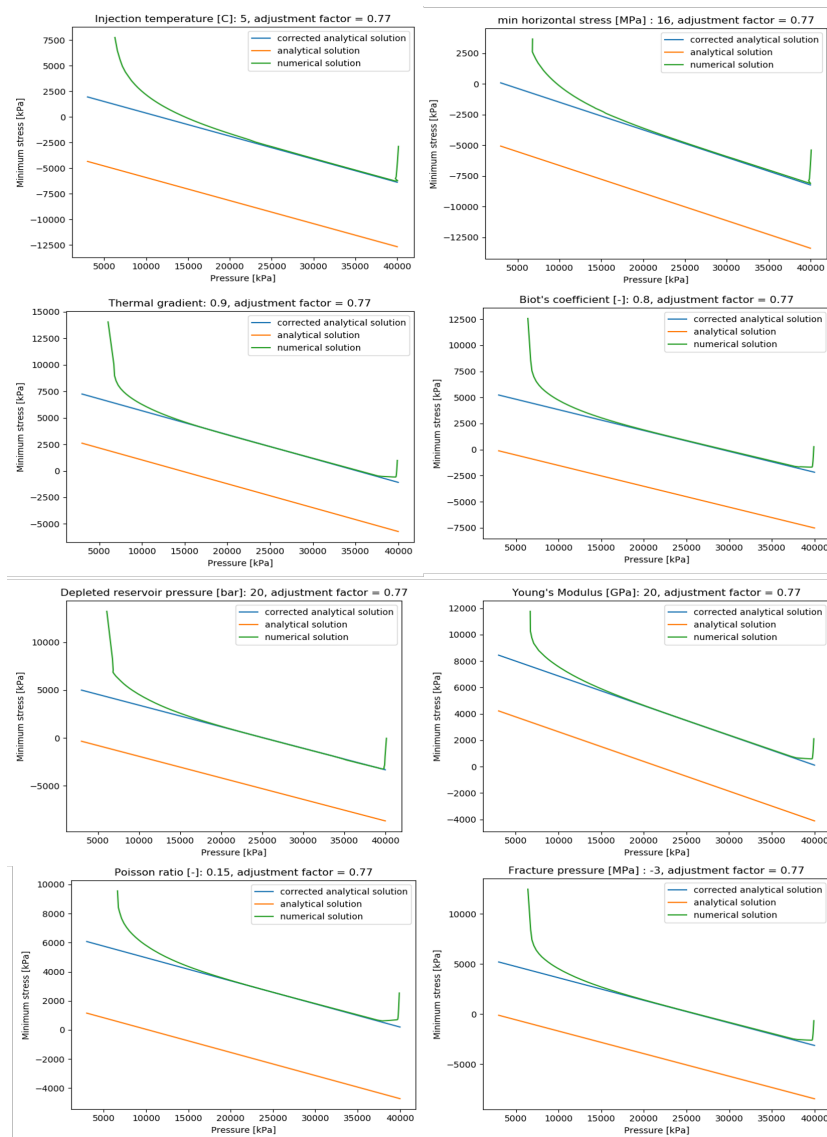 Injection temperature [C]: 5, adjustment factor = 0.77
corrected analytical solution
analytical solution
numerical solution
Minimum stress [kPa]
7500
5000
2500
0
−2500
−5000
−7500
−10000
−12500
5000 10000 15000 20000 25000 30000 35000 40000
Pressure [kPa]
min horizontal stress [MPa] : 16, adjustment factor = 0.77
corrected analytical solution
analytical solution
numerical solution
Minimum stress [kPa]
2500
0
−2500
−5000
−7500
−10000
−12500
5000 10000 15000 20000 25000 30000 35000 40000
Pressure [kPa]
Thermal gradient: 0.9, adjustment factor = 0.77
corrected analytical solution
analytical solution
numerical solution
Minimum stress [kPa]
15000
12500
10000
7500
5000
2500
0
−2500
−5000
5000 10000 15000 20000 25000 30000 35000 40000
Pressure [kPa]
Biot's coefficient [-]: 0.8, adjustment factor = 0.77
corrected analytical solution
analytical solution
numerical solution
Minimum stress [kPa]
12500
10000
7500
5000
2500
0
−2500
−5000
−7500
5000 10000 15000 20000 25000 30000 35000 40000
Pressure [kPa]
Depleted reservoir pressure [bar]: 20, adjustment factor = 0.77
corrected analytical solution
analytical solution
numerical solution
Minimum stress [kPa]
10000
5000
0
−5000
5000 10000 15000 20000 25000 30000 35000 40000
Pressure [kPa]
Young's Modulus [GPa]: 20, adjustment factor = 0.77
corrected analytical solution
analytical solution
numerical solution
Minimum stress [kPa]
12000
10000
8000
6000
4000
2000
0
−2000
−4000
5000 10000 15000 20000 25000 30000 35000 40000
Pressure [kPa]
Poisson ratio [-]: 0.15, adjustment factor = 0.77
corrected analytical solution
analytical solution
numerical solution
Minimum stress [kPa]
10000
8000
6000
4000
2000
0
−2000
−4000
5000 10000 15000 20000 25000 30000 35000 40000
Pressure [kPa]
Fracture pressure [MPa] : -3, adjustment factor = 0.77
corrected analytical solution
analytical solution
numerical solution
Minimum stress [kPa]
10000
5000
0
−5000
5000 10000 15000 20000 25000 30000 35000 40000
Pressure [kPa]